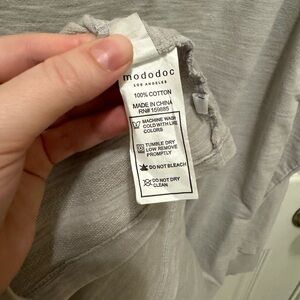 mododoc
LOS ANGELES
100% COTTON
MADE IN CHINA
RN# 159885
MACHINE WASH
COLD WITH LIKE
COLORS
TUMBLE DRY
LOW REMOVE
PROMPTLY
DO NOT BLEACH
DO NOT DRY
CLEAN